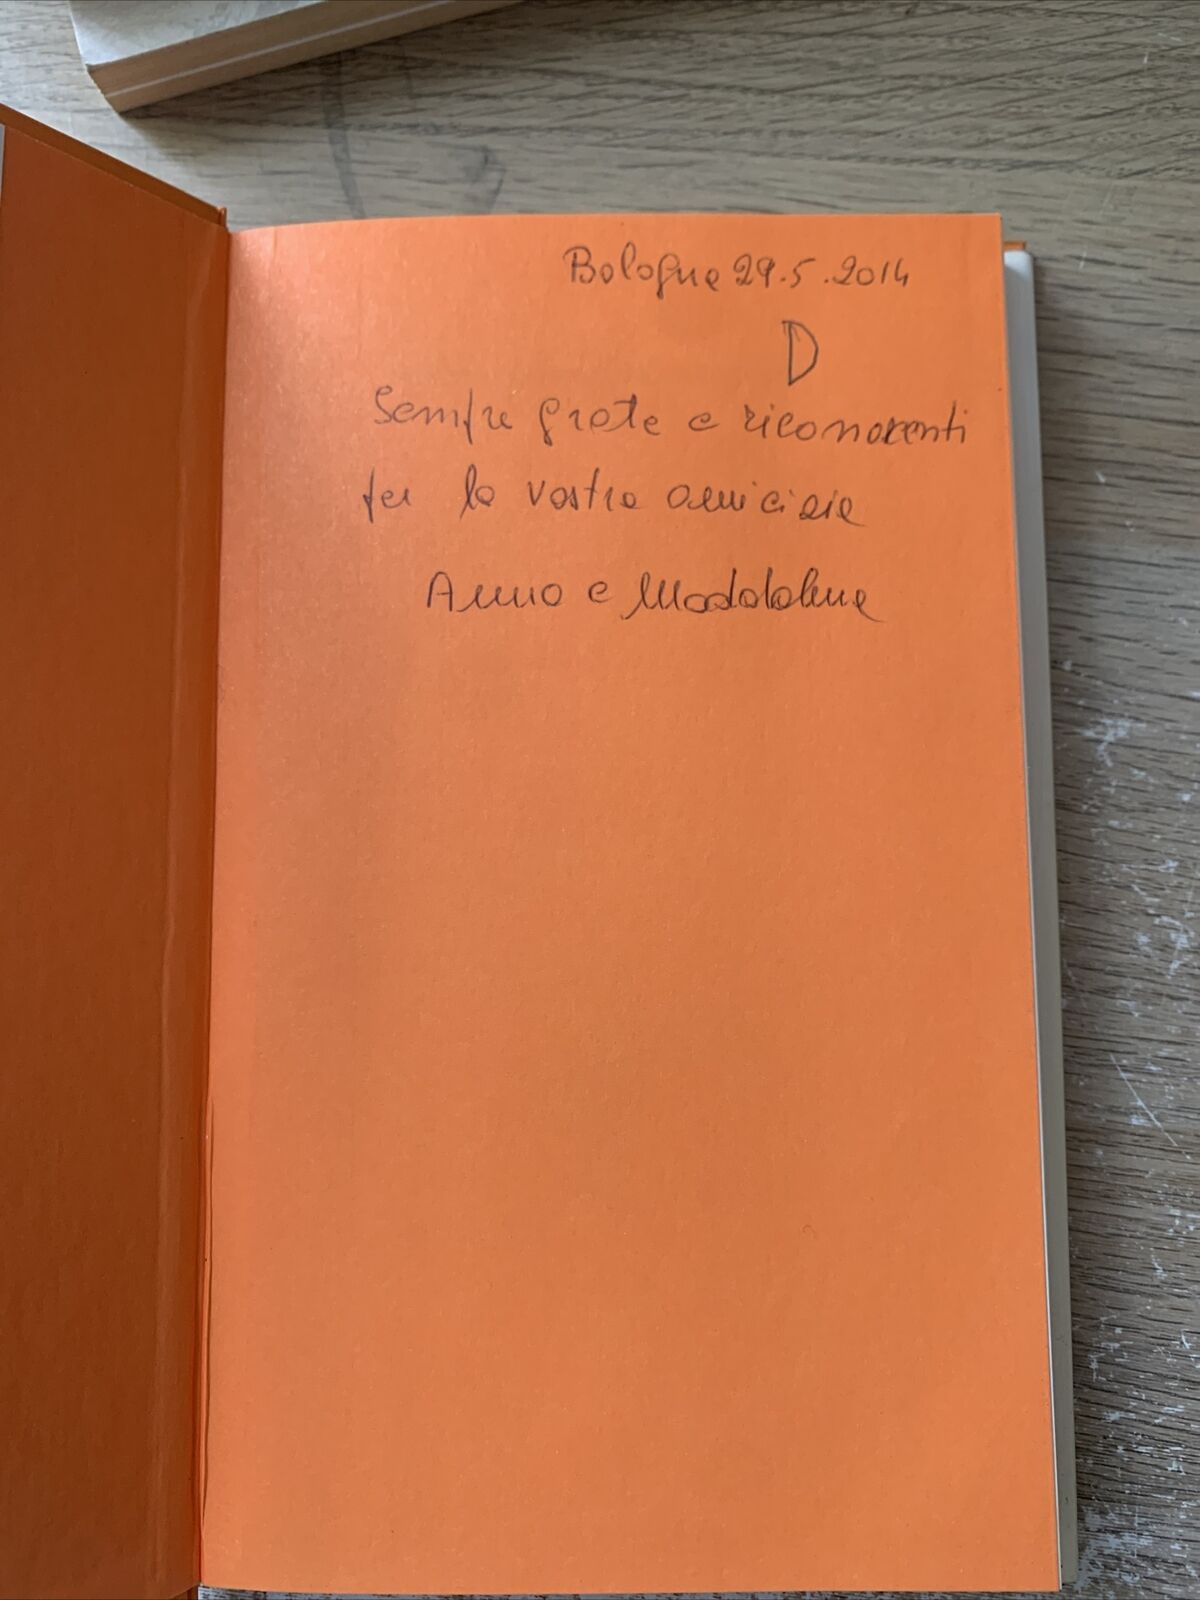 Bologna 29.5.2014
D
Sempre grate e riconoscenti
per la vostra amicizia
Anna e Maddalena